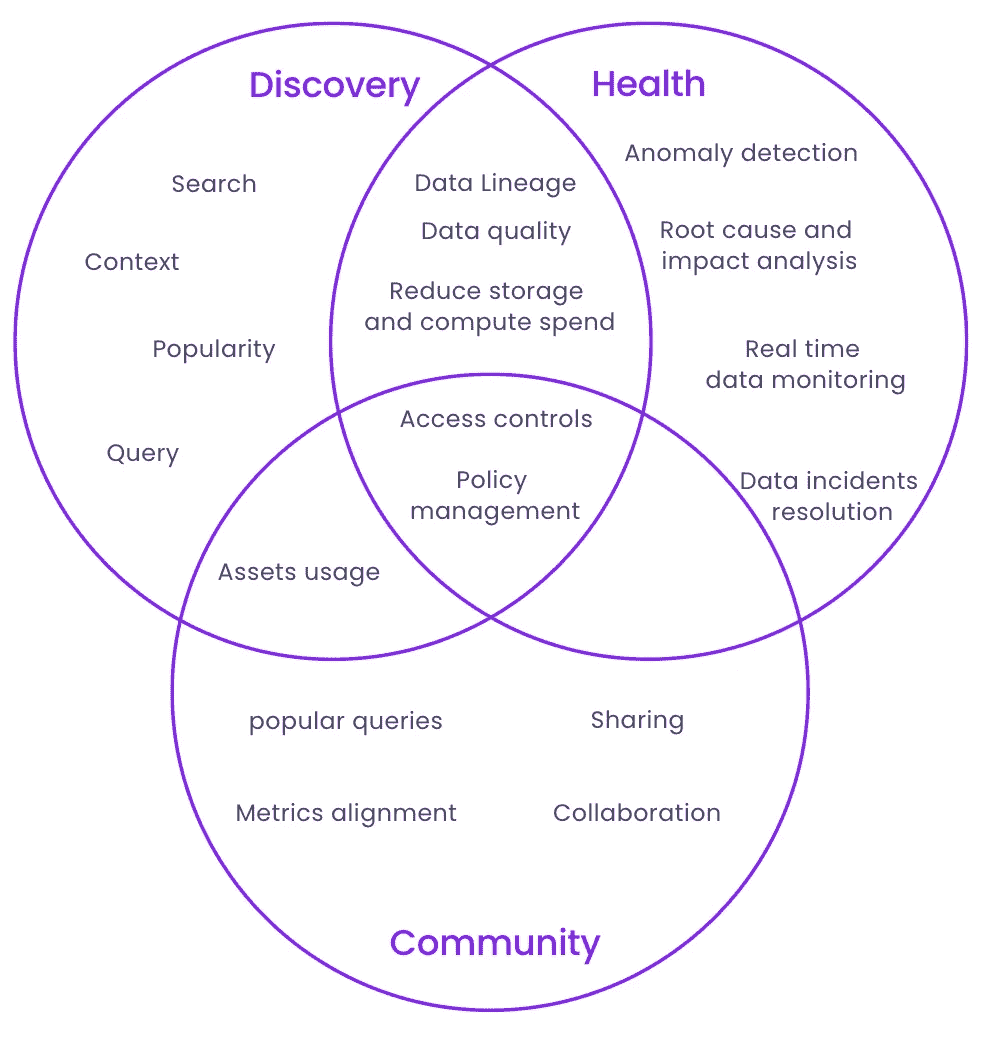 Discovery
Health
Anomaly detection
Search
Data Lineage
Data quality
Root cause and
impact analysis
Context
Reduce storage
and compute spend
Popularity
Real time
data monitoring
Access controls
Query
Policy
management
Data incidents
resolution
Assets usage
popular queries
Sharing
Metrics alignment
Collaboration
Community